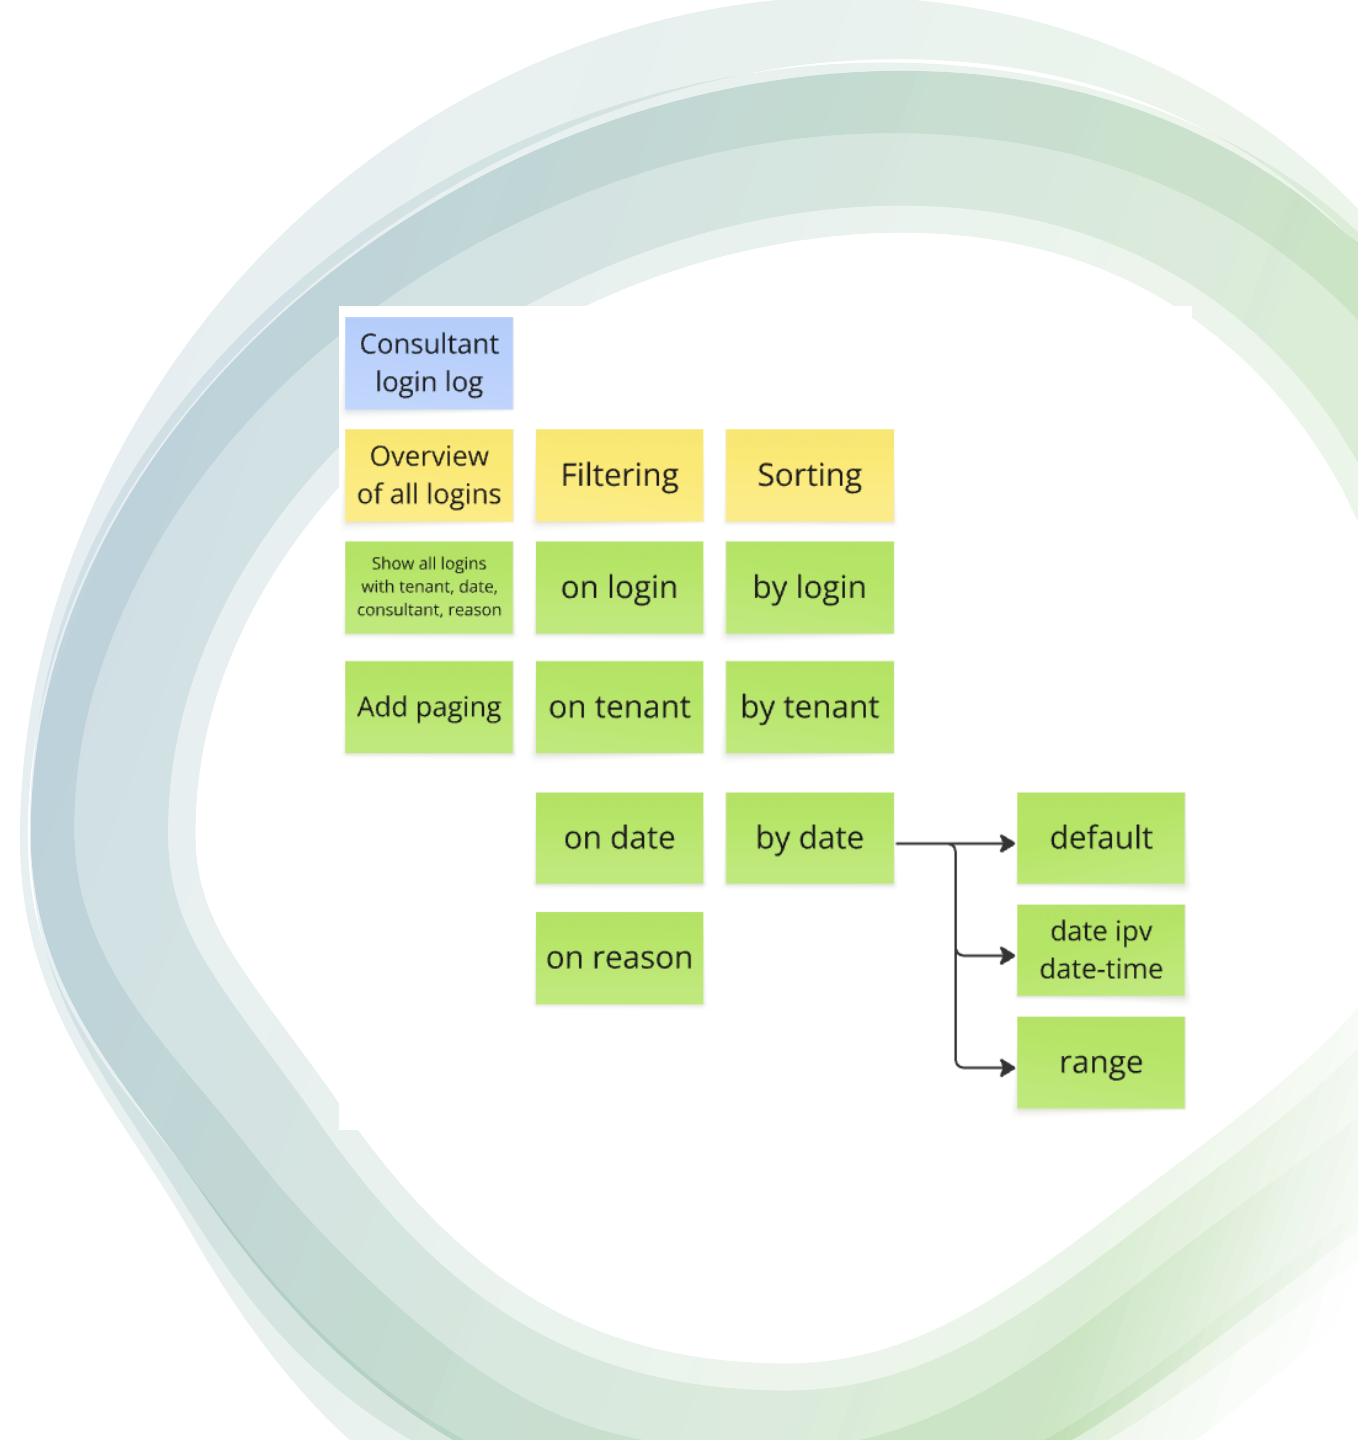 Consultant
login log
Overview
of all logins
Filtering
Sorting
Show all logins
with tenant, date,
consultant, reason
on login
by login
Add paging
on tenant
by tenant
on date
by date
default
on reason
date ipv
date-time
range